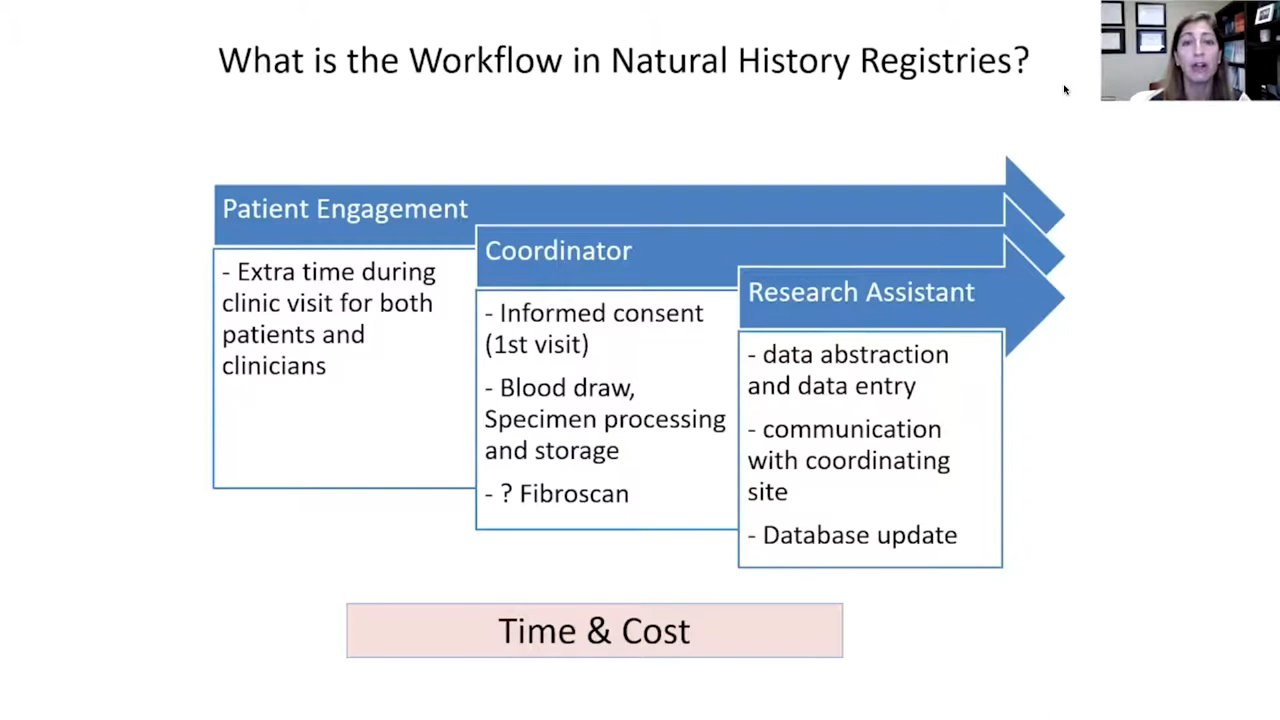 What is the Workflow in Natural History Registries?
Patient Engagement
- Extra time during
clinic visit for both
patients and
clinicians
Coordinator
- Informed consent
(1st visit)
- Blood draw,
Specimen processing
and storage
- ? Fibroscan
Research Assistant
- data abstraction
and data entry
- communication
with coordinating
site
- Database update
Time & Cost